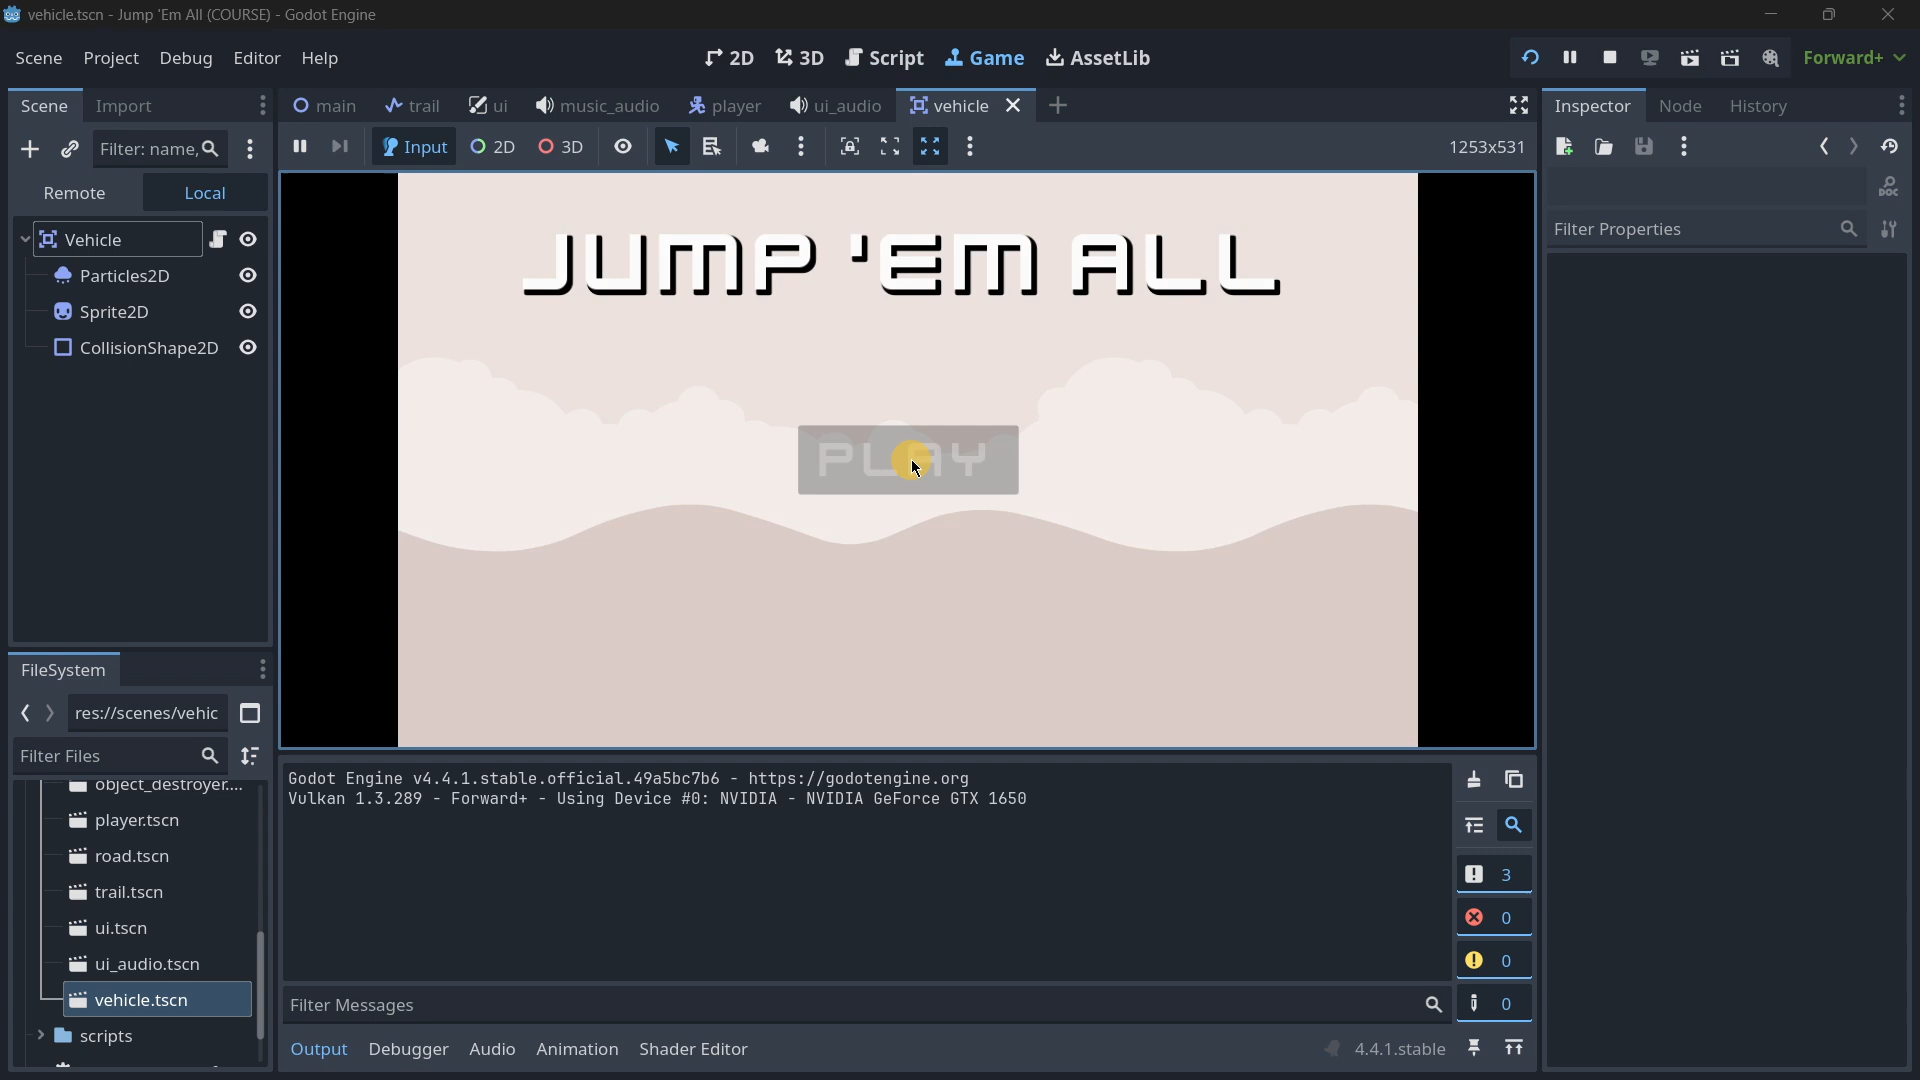 vehicle.tscn - Jump 'Em All (COURSE) - Godot Engine
Scene Project Debug Editor Help
2D 3D Script Game AssetLib
Forward+
Scene Import
main trail ui music_audio player ui_audio vehicle
Inspector Node History
Filter: name,
Input 2D 3D
1253x531
Remote Local
Filter Properties
Vehicle
Particles2D
Sprite2D
CollisionShape2D
JUMP 'EM ALL
PLAY
FileSystem
res://scenes/vehic
Filter Files
object_destroyer....
player.tscn
road.tscn
trail.tscn
ui.tscn
ui_audio.tscn
vehicle.tscn
scripts
Godot Engine v4.4.1.stable.official.49a5bc7b6 - https://godotengine.org
Vulkan 1.3.289 - Forward+ - Using Device #0: NVIDIA - NVIDIA GeForce GTX 1650
3
0
0
0
Filter Messages
Output Debugger Audio Animation Shader Editor
4.4.1.stable
DOC